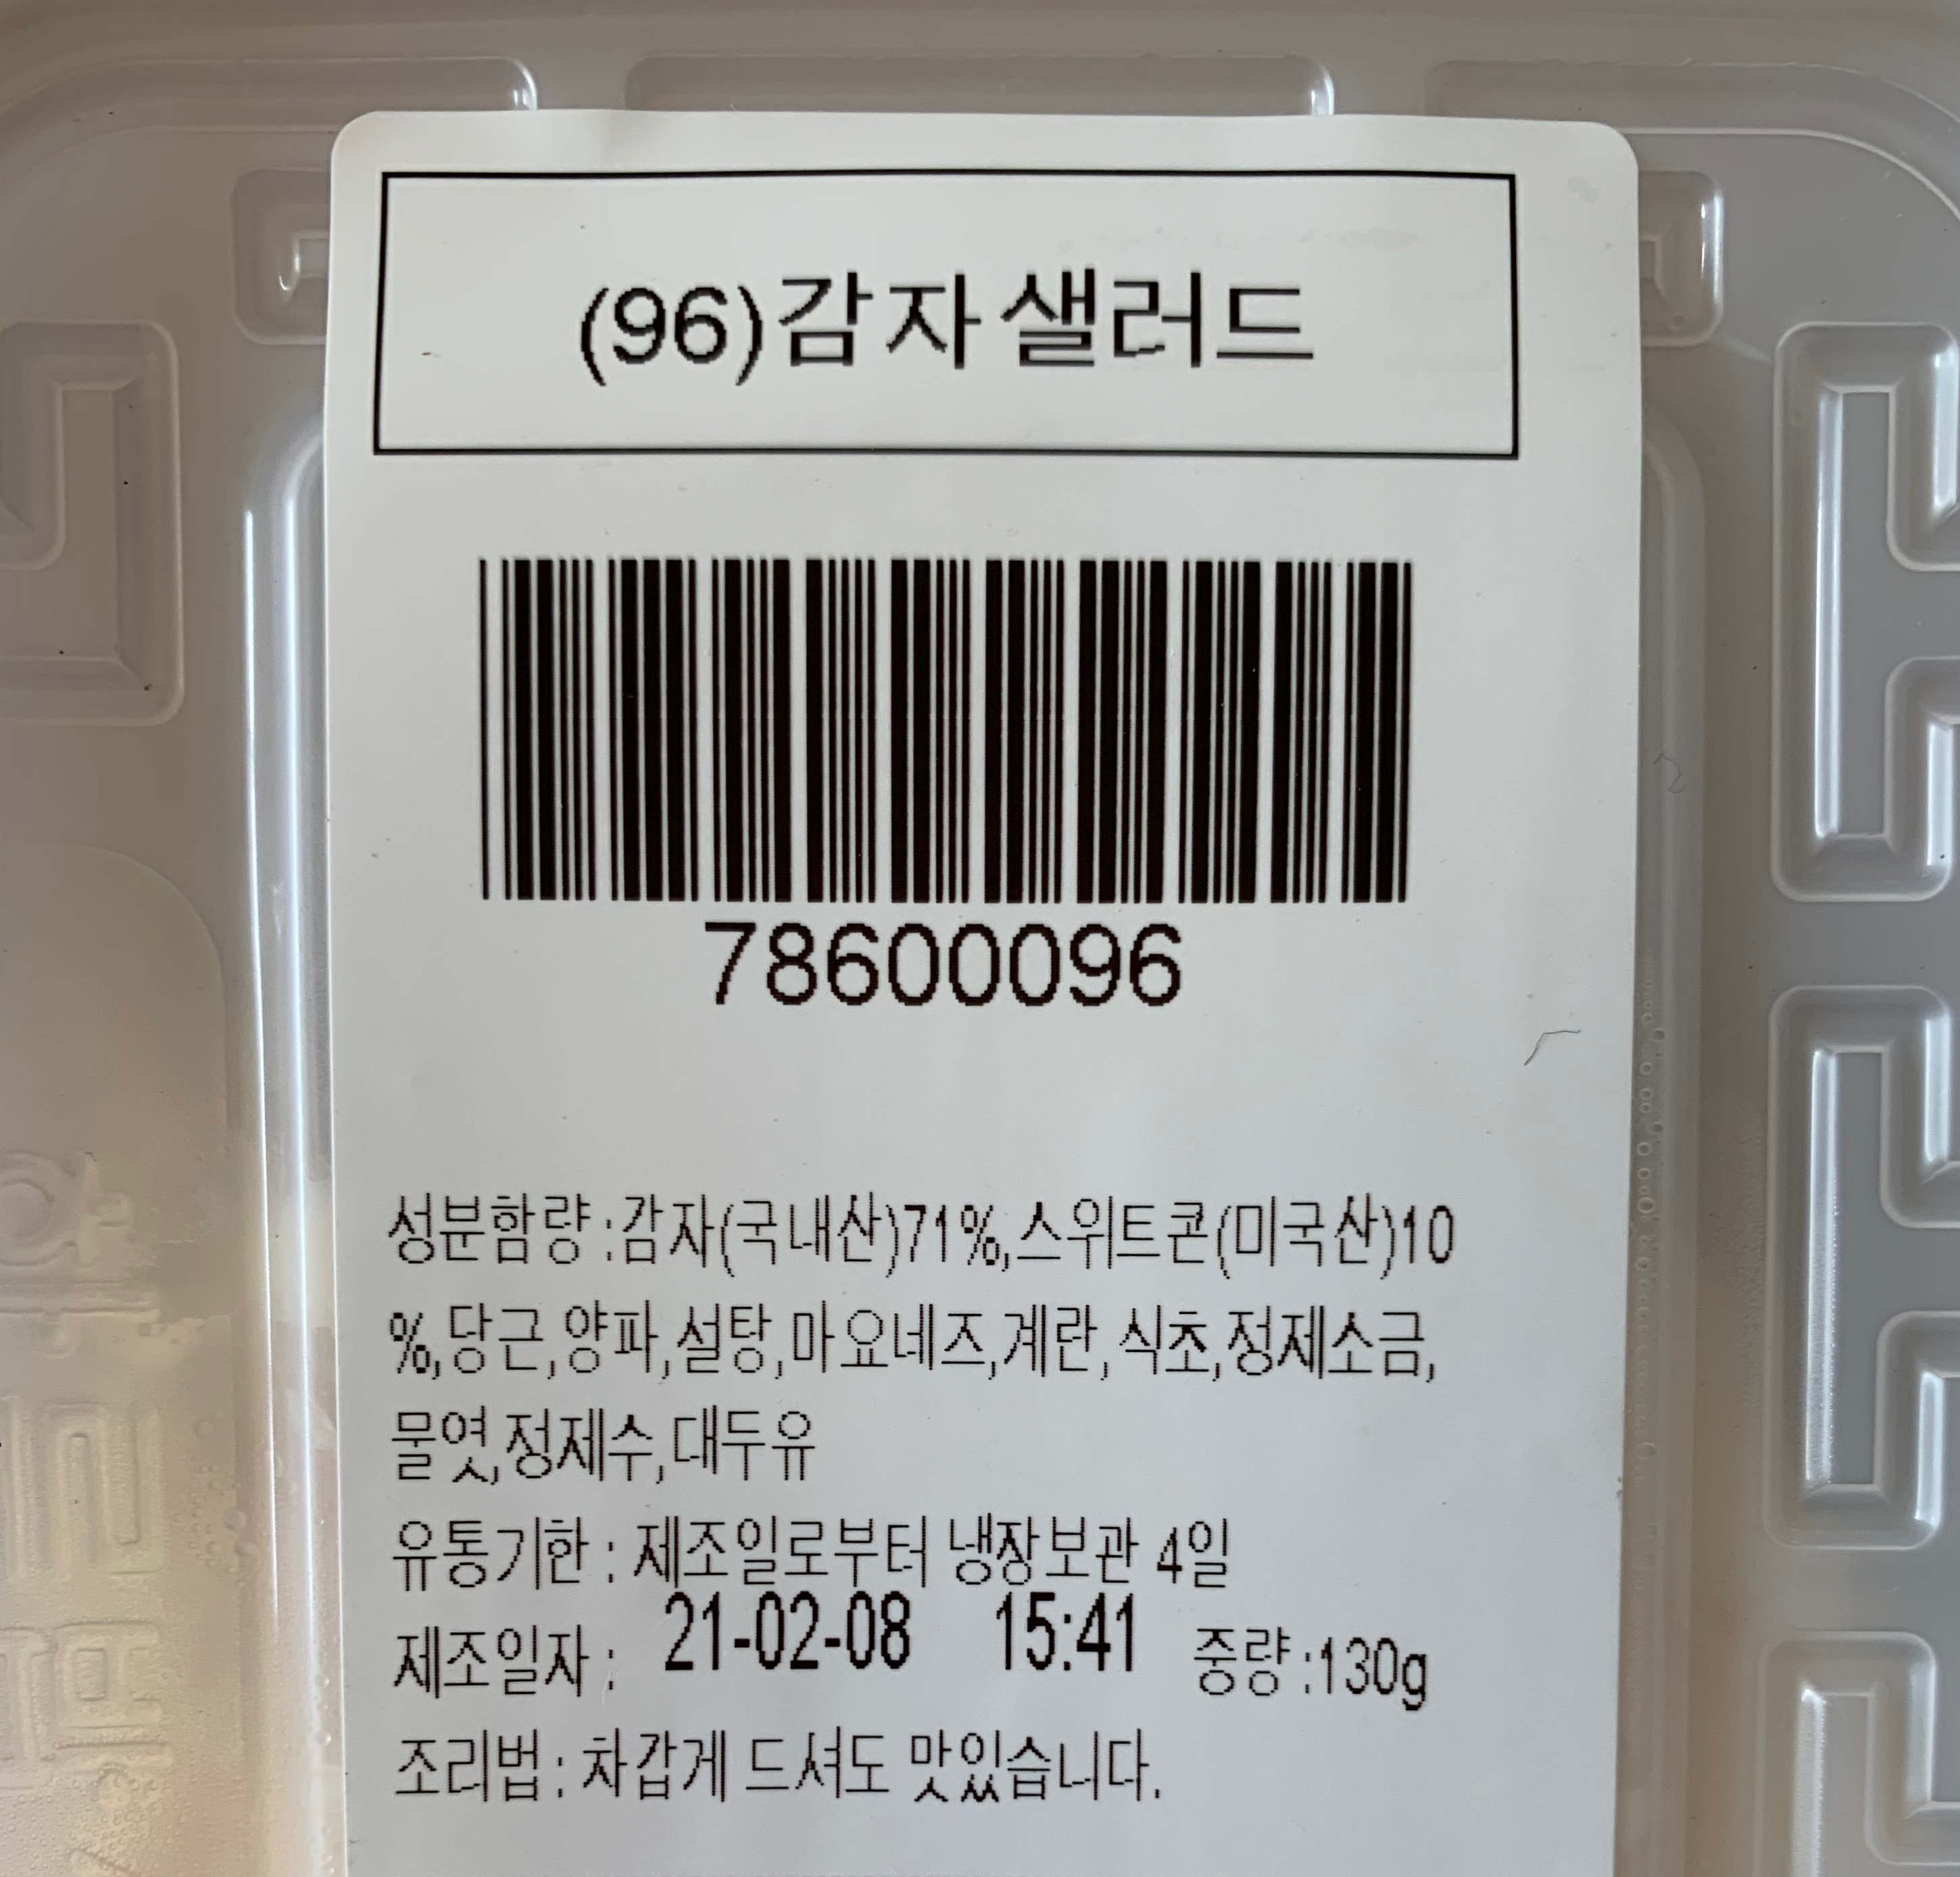 (96)감자샐러드
78600096
성분함량:감자(국내산)71%,스위트콘(미국산)10
%,당근,양파,설탕,마요네즈,계란,식초,정제소금,
물엿,정제수,대두유
유통기한 : 제조일로부터 냉장보관 4일
제조일자 : 21-02-08 15:41 중량:130g
조리법 : 차갑게 드셔도 맛있습니다.